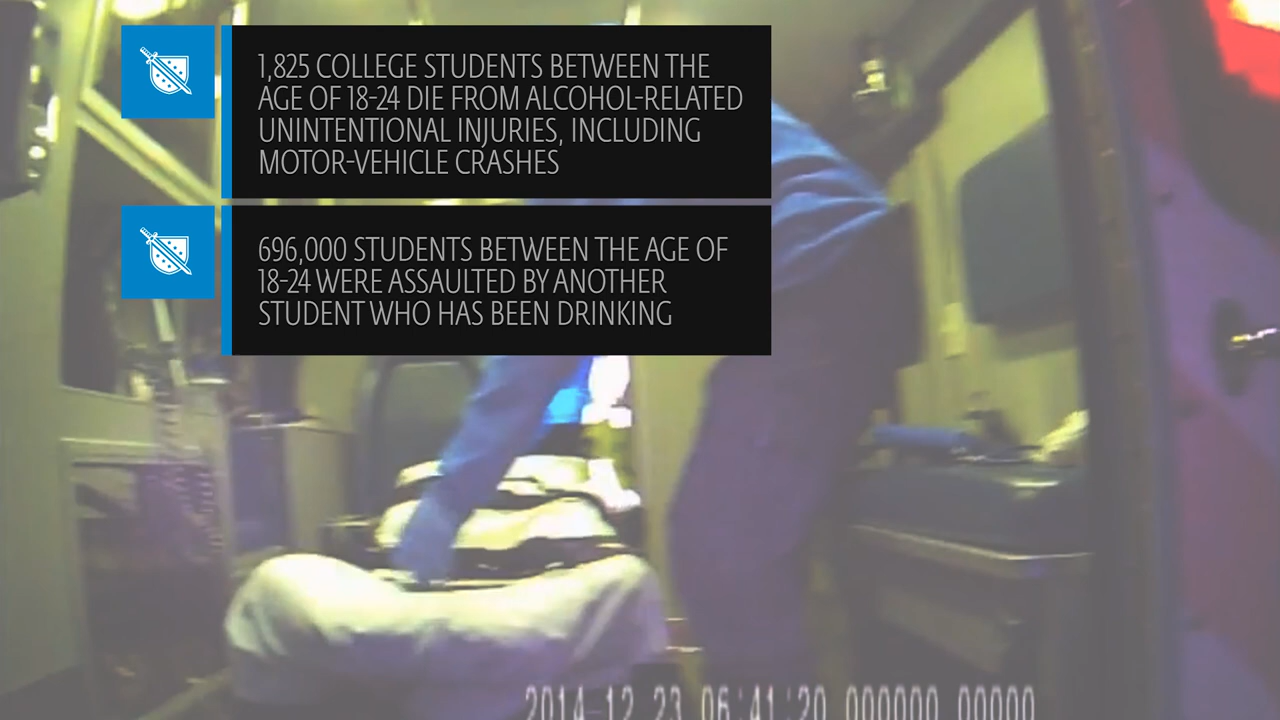 1,825 COLLEGE STUDENTS BETWEEN THE
AGE OF 18-24 DIE FROM ALCOHOL-RELATED
UNINTENTIONAL INJURIES, INCLUDING
MOTOR-VEHICLE CRASHES
696,000 STUDENTS BETWEEN THE AGE OF
18-24 WERE ASSAULTED BY ANOTHER
STUDENT WHO HAS BEEN DRINKING
2014-12-23 06:41:20 000000 00000